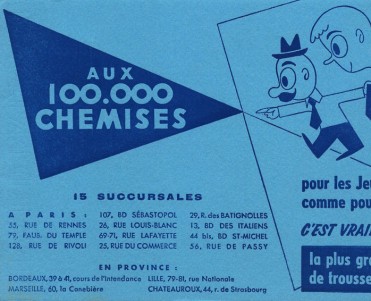 AUX
100.000
CHEMISES
15 SUCCURSALES
A PARIS : 107, BD SÉBASTOPOL 29, R. des BATIGNOLLES
55, RUE DE RENNES 26, RUE LOUIS-BLANC 13, BD DES ITALIENS
79, FAUB. DU TEMPLE 69-71, RUE LAFAYETTE 44 bis, BD ST-MICHEL
128, RUE DE RIVOLI 25, RUE DU COMMERCE 56, RUE DE PASSY
EN PROVINCE :
BORDEAUX, 39 & 41, cours de l'Intendance LILLE, 79-81, rue Nationale
MARSEILLE, 60, la Canebière CHATEAUROUX, 44, r. de Strasbourg
pour les Je
comme pou
C'EST VRAI
la plus gra
de trousse